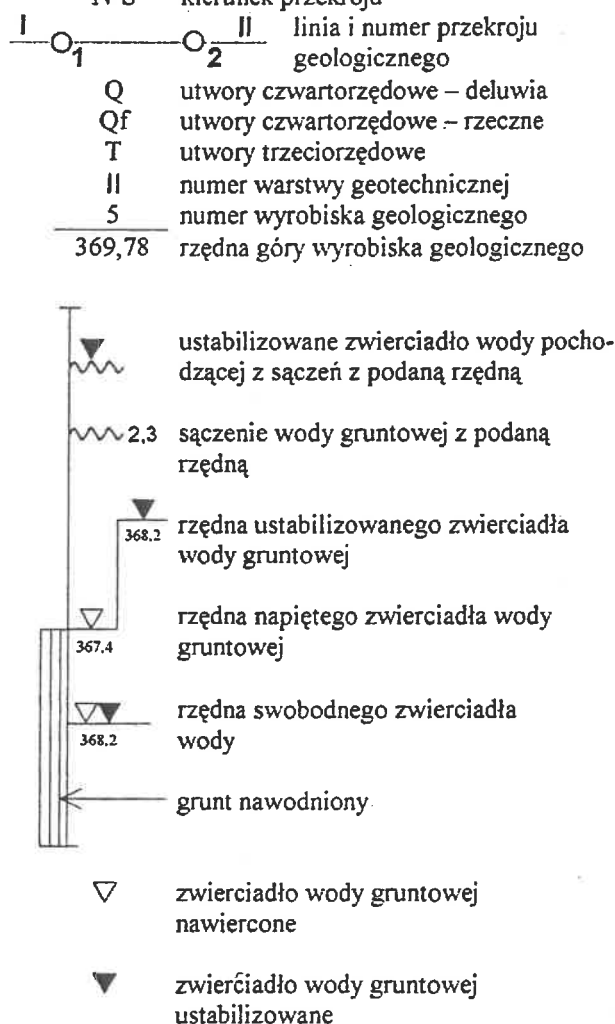 N-S kierunek przekroju
I 1 2 II linia i numer przekroju
geologicznego
Q utwory czwartorzędowe – deluwia
Qf utwory czwartorzędowe – rzeczne
T utwory trzeciorzędowe
II numer warstwy geotechnicznej
5 numer wyrobiska geologicznego
369,78 rzędna góry wyrobiska geologicznego
ustabilizowane zwierciadło wody pocho-
dzącej z sączeń z podaną rzędną
2,3 sączenie wody gruntowej z podaną
rzędną
368.2 rzędna ustabilizowanego zwierciadła
wody gruntowej
367.4 rzędna napiętego zwierciadła wody
gruntowej
368.2 rzędna swobodnego zwierciadła
wody
grunt nawodniony
zwierciadło wody gruntowej
nawiercone
zwierćiadło wody gruntowej
ustabilizowane